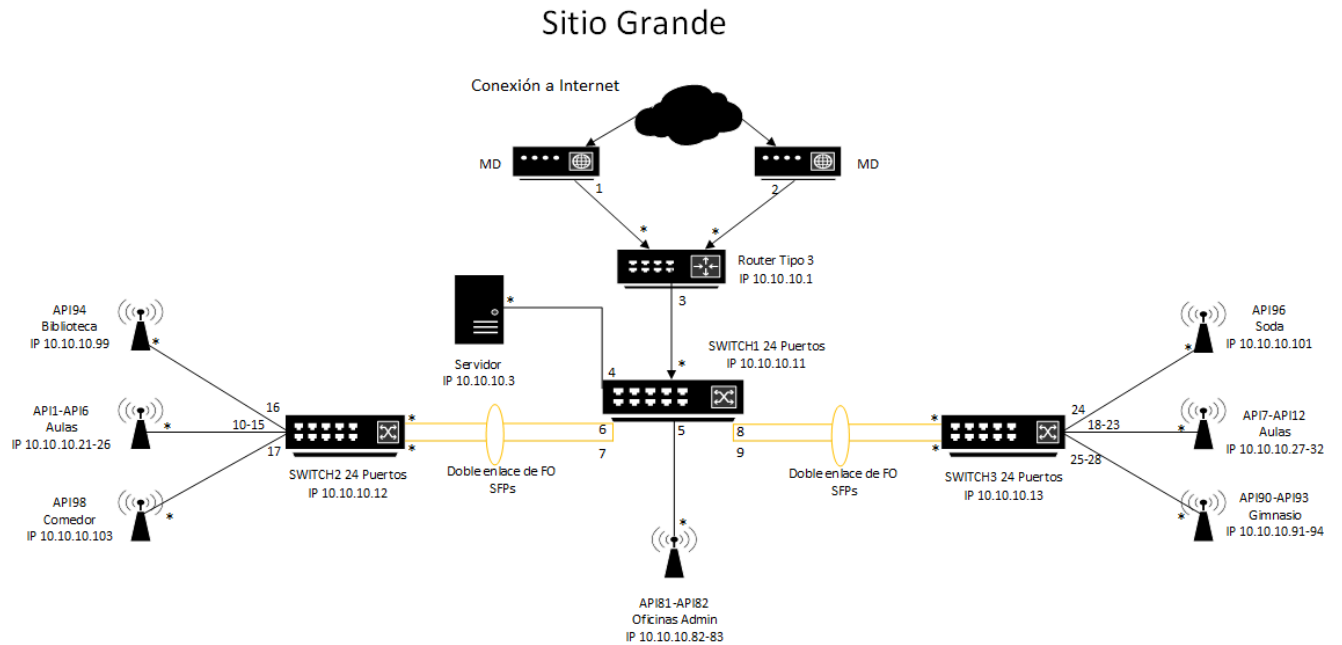 Sitio Grande
Conexión a Internet
MD
MD
1
2
*
*
Router Tipo 3
IP 10.10.10.1
3
*
Servidor
IP 10.10.10.3
*
SWITCH1 24 Puertos
IP 10.10.10.11
4
6
7
5
8
9
API94
Biblioteca
IP 10.10.10.99
*
API1-API6
Aulas
IP 10.10.10.21-26
*
API98
Comedor
IP 10.10.10.103
*
16
10-15
17
SWITCH2 24 Puertos
IP 10.10.10.12
*
*
Doble enlace de FO
SFPs
Doble enlace de FO
SFPs
*
*
SWITCH3 24 Puertos
IP 10.10.10.13
24
18-23
25-28
API96
Soda
IP 10.10.10.101
*
API7-API12
Aulas
IP 10.10.10.27-32
*
API90-API93
Gimnasio
IP 10.10.10.91-94
*
*
API81-API82
Oficinas Admin
IP 10.10.10.82-83